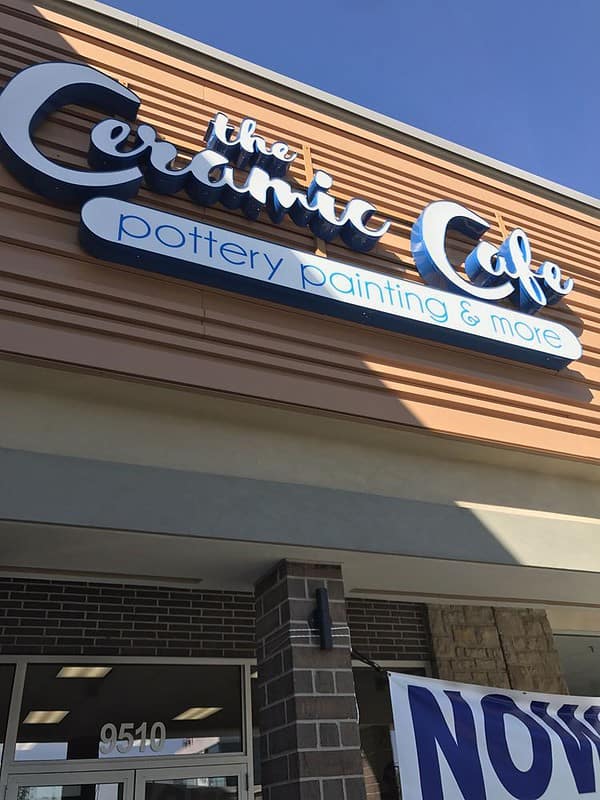 the
Ceramic Cafe
pottery painting & more
9510
NOW